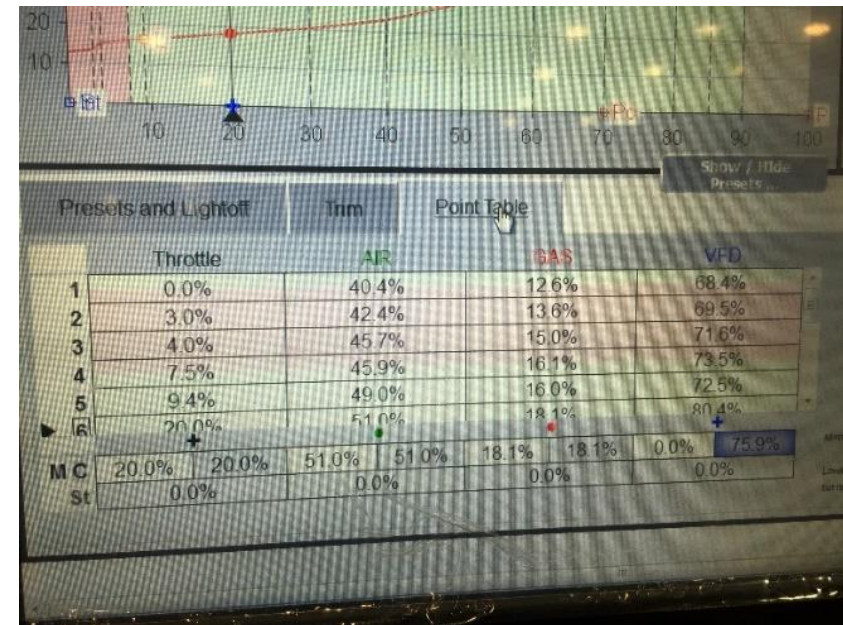 20
10
10 20 30 40 50 60 70 80 90 100
Show / Hide
Presets...
Presets and Lightoff Trim Point Table
Throttle AIR GAS VFD
1 0.0% 40.4% 12.6% 68.4%
2 3.0% 42.4% 13.6% 69.5%
3 4.0% 45.7% 15.0% 71.6%
4 7.5% 45.9% 16.1% 73.5%
5 9.4% 49.0% 16.0% 72.5%
6 20.0% 51.0% 18.1% 80.4%
M C 20.0% 20.0% 51.0% 51.0% 18.1% 18.1% 0.0% 75.9%
St 0.0% 0.0% 0.0% 0.0%